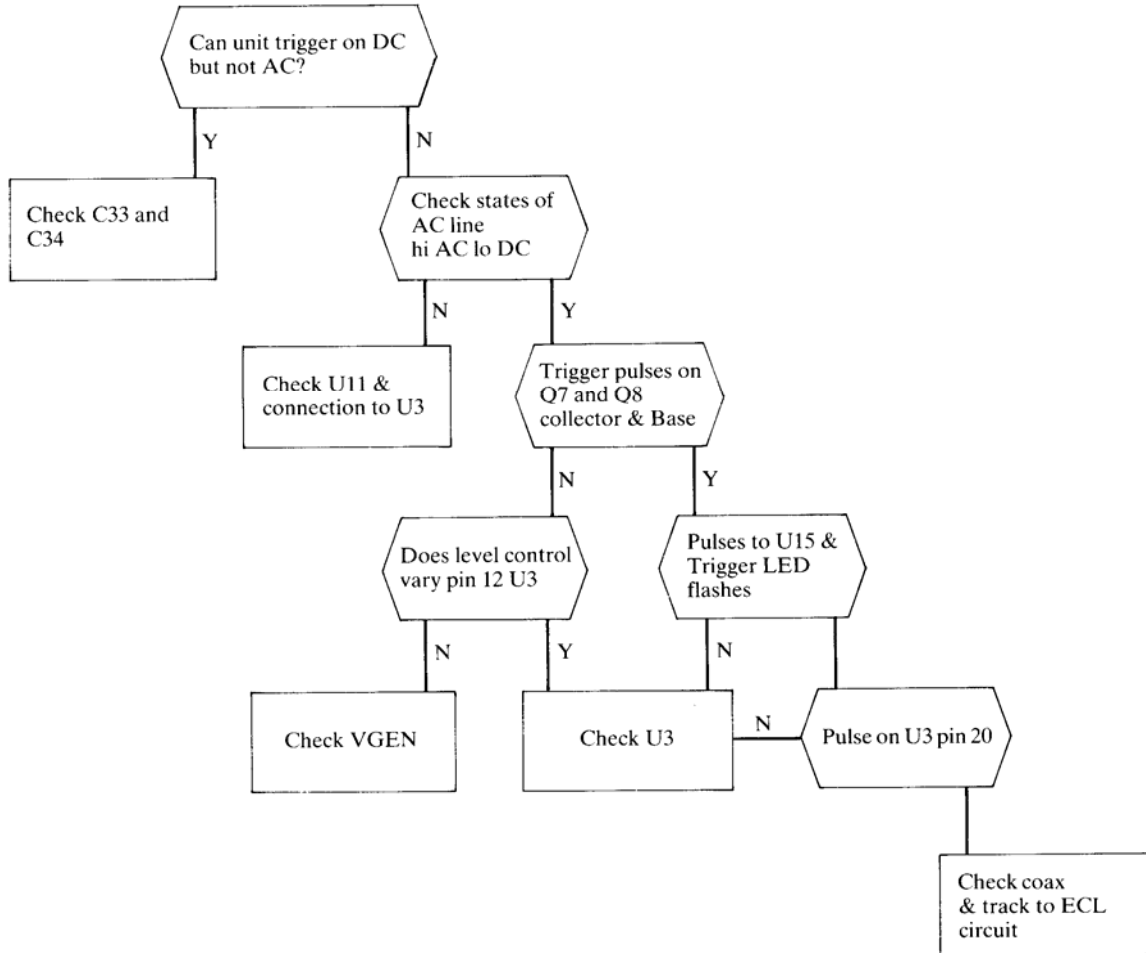 Can unit trigger on DC
but not AC?
Y
N
Check C33 and
C34
Check states of
AC line
hi AC lo DC
N
Y
Check U11 &
connection to U3
Trigger pulses on
Q7 and Q8
collector & Base
N
Y
Does level control
vary pin 12 U3
Pulses to U15 &
Trigger LED
flashes
N
Y
N
Check VGEN
Check U3
N
Pulse on U3 pin 20
Check coax
& track to ECL
circuit